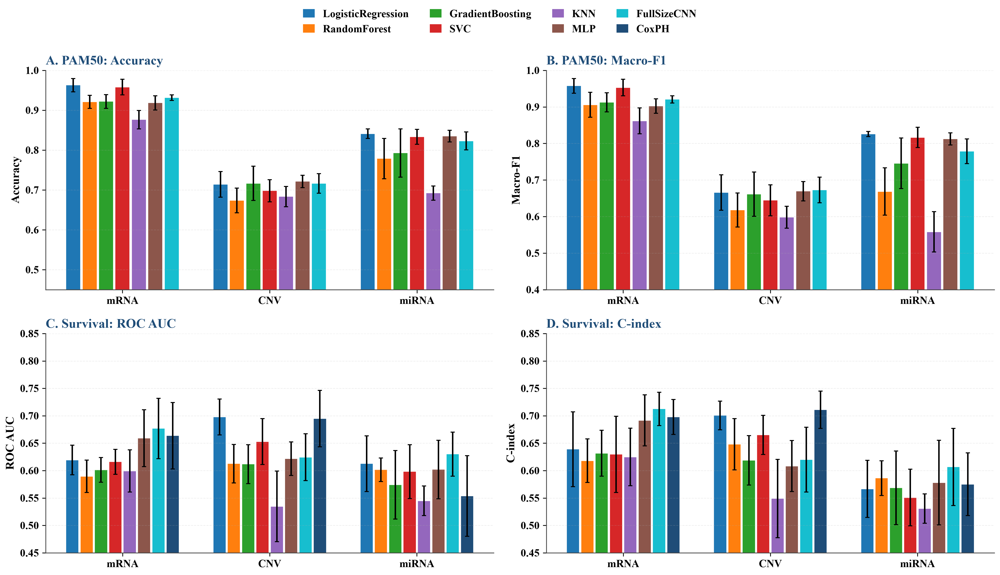 LogisticRegression GradientBoosting KNN FullSizeCNN
RandomForest SVC MLP CoxPH
A. PAM50: Accuracy
1.0
0.9
0.8
0.7
0.6
0.5
Accuracy
mRNA CNV miRNA
B. PAM50: Macro-F1
1.0
0.9
0.8
0.7
0.6
0.5
0.4
Macro-F1
mRNA CNV miRNA
C. Survival: ROC AUC
0.85
0.80
0.75
0.70
0.65
0.60
0.55
0.50
0.45
ROC AUC
mRNA CNV miRNA
D. Survival: C-index
0.85
0.80
0.75
0.70
0.65
0.60
0.55
0.50
0.45
C-index
mRNA CNV miRNA